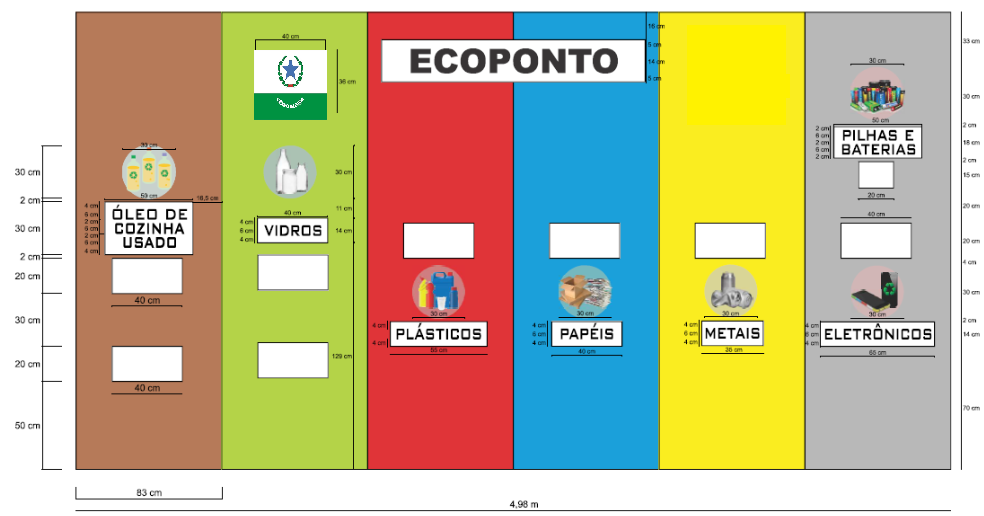 40 cm
36 cm
ECOPONTO
18 cm
5 cm
14 cm
5 cm
33 cm
30 cm
30 cm
50 cm
2 cm
6 cm
2 cm
6 cm
2 cm
PILHAS E
BATERIAS
2 cm
18 cm
2 cm
15 cm
20 cm
20 cm
40 cm
20 cm
4 cm
30 cm
2 cm
14 cm
70 cm
30 cm
2 cm
30 cm
2 cm
20 cm
30 cm
20 cm
50 cm
30 cm
50 cm
18,5 cm
4 cm
6 cm
2 cm
6 cm
2 cm
6 cm
4 cm
ÓLEO DE
COZINHA
USADO
40 cm
40 cm
30 cm
11 cm
14 cm
40 cm
4 cm
6 cm
4 cm
VIDROS
129 cm
30 cm
4 cm
4 cm
PLÁSTICOS
55 cm
30 cm
4 cm
6 cm
4 cm
PAPÉIS
40 cm
30 cm
4 cm
6 cm
4 cm
METAIS
35 cm
30 cm
4 cm
6 cm
4 cm
ELETRÔNICOS
65 cm
83 cm
4,98 m